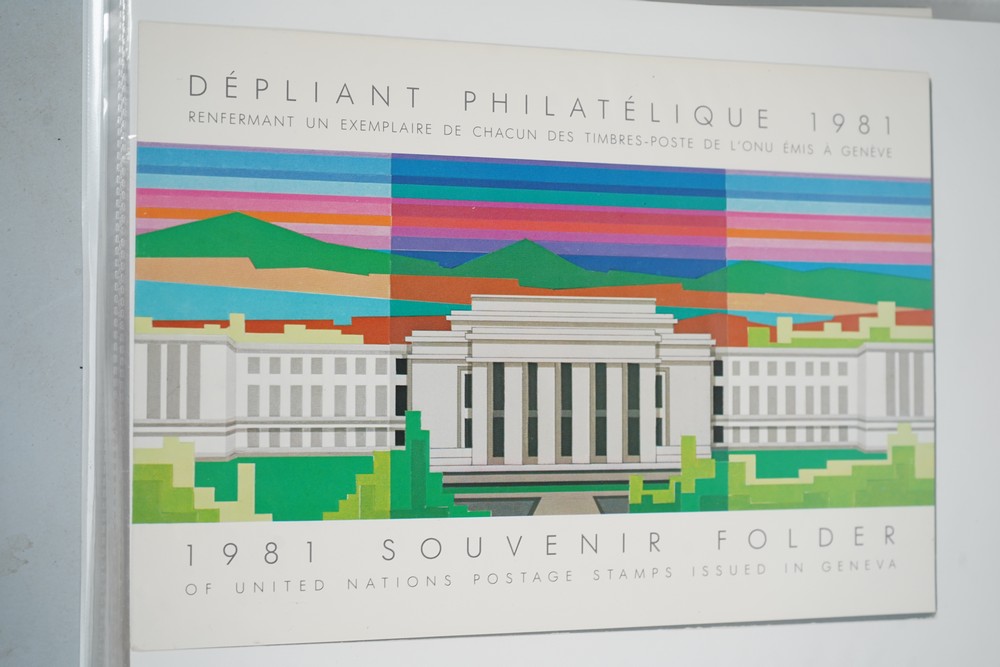 DÉPLIANT PHILATÉLIQUE 1981
RENFERMANT UN EXEMPLAIRE DE CHACUN DES TIMBRES-POSTE DE L'ONU ÉMIS À GENÈVE
1981 SOUVENIR FOLDER
OF UNITED NATIONS POSTAGE STAMPS ISSUED IN GENEVA